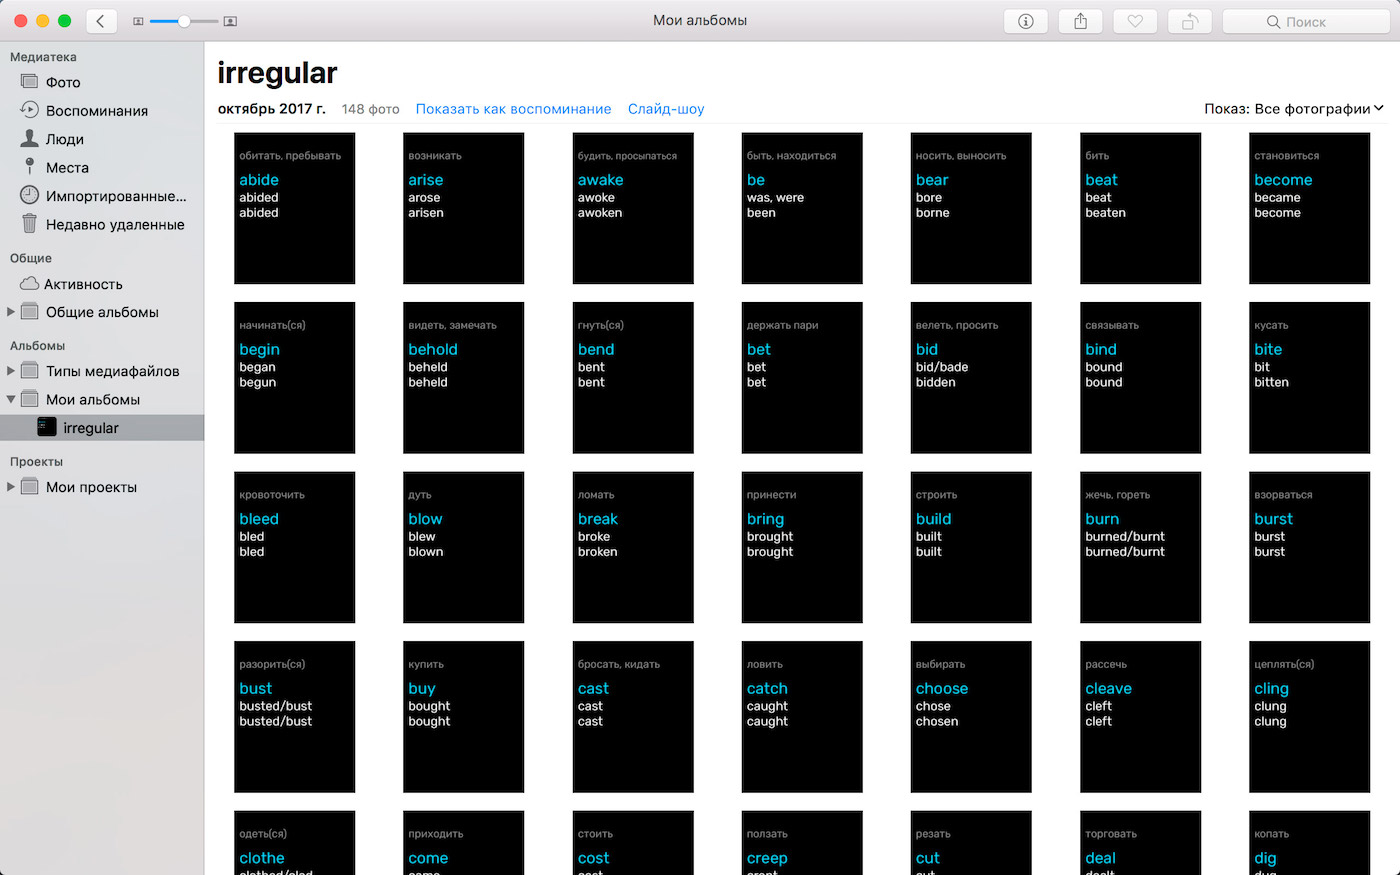 Мои альбомы
Поиск
Медиатека
Фото
Воспоминания
Люди
Места
Импортированные...
Недавно удаленные
Общие
Активность
Общие альбомы
Альбомы
Типы медиафайлов
Мои альбомы
irregular
Проекты
Мои проекты
irregular
октябрь 2017 г. 148 фото Показать как воспоминание Слайд-шоу
Показ: Все фотографии
обитать, пребывать
abide
abided
abided
возникать
arise
arose
arisen
будить, просыпаться
awake
awoke
awoken
быть, находиться
be
was, were
been
носить, выносить
bear
bore
borne
бить
beat
beat
beaten
становиться
become
became
become
начинать(ся)
begin
began
begun
видеть, замечать
behold
beheld
beheld
гнуть(ся)
bend
bent
bent
держать пари
bet
bet
bet
велеть, просить
bid
bid/bade
bidden
связывать
bind
bound
bound
кусать
bite
bit
bitten
кровоточить
bleed
bled
bled
дуть
blow
blew
blown
ломать
break
broke
broken
принести
bring
brought
brought
строить
build
built
built
жечь, гореть
burn
burned/burnt
burned/burnt
взорваться
burst
burst
burst
разорить(ся)
bust
busted/bust
busted/bust
купить
buy
bought
bought
бросать, кидать
cast
cast
cast
ловить
catch
caught
caught
выбирать
choose
chose
chosen
рассечь
cleave
cleft
cleft
цеплять(ся)
cling
clung
clung
одеть(ся)
clothe
приходить
come
стоить
cost
ползать
creep
резать
cut
торговать
deal
копать
dig